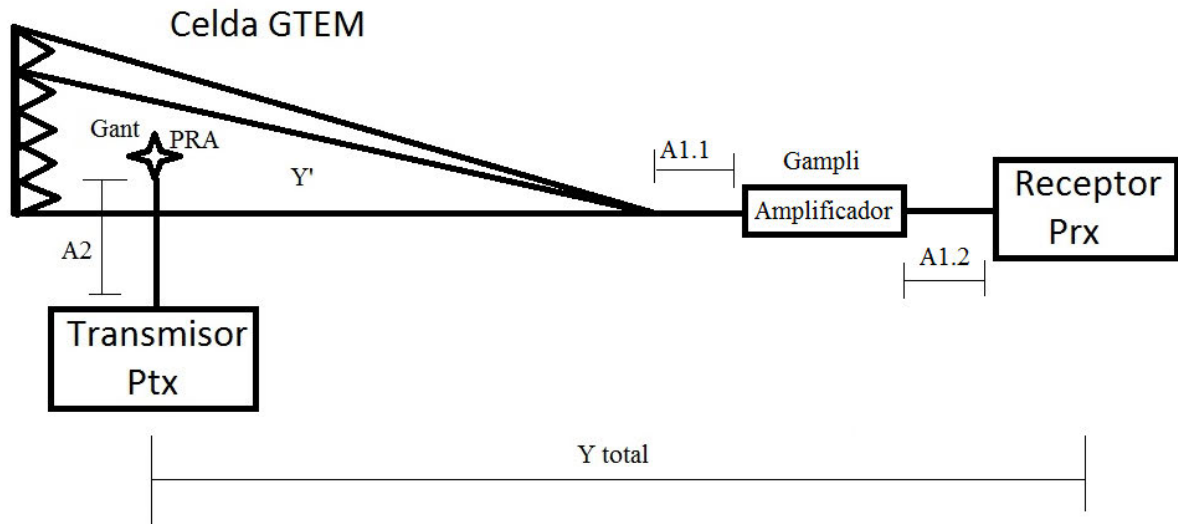 Celda GTEM
Gant
PRA
Y'
A1.1
Gampli
Amplificador
A1.2
Receptor
Prx
A2
Transmisor
Ptx
Y total